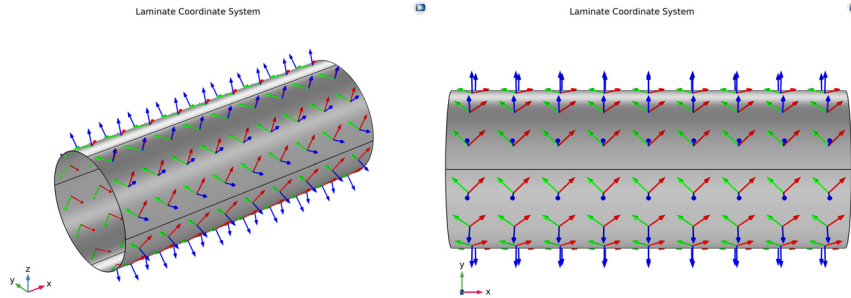 Laminate Coordinate System
y z x
Laminate Coordinate System
y
z x